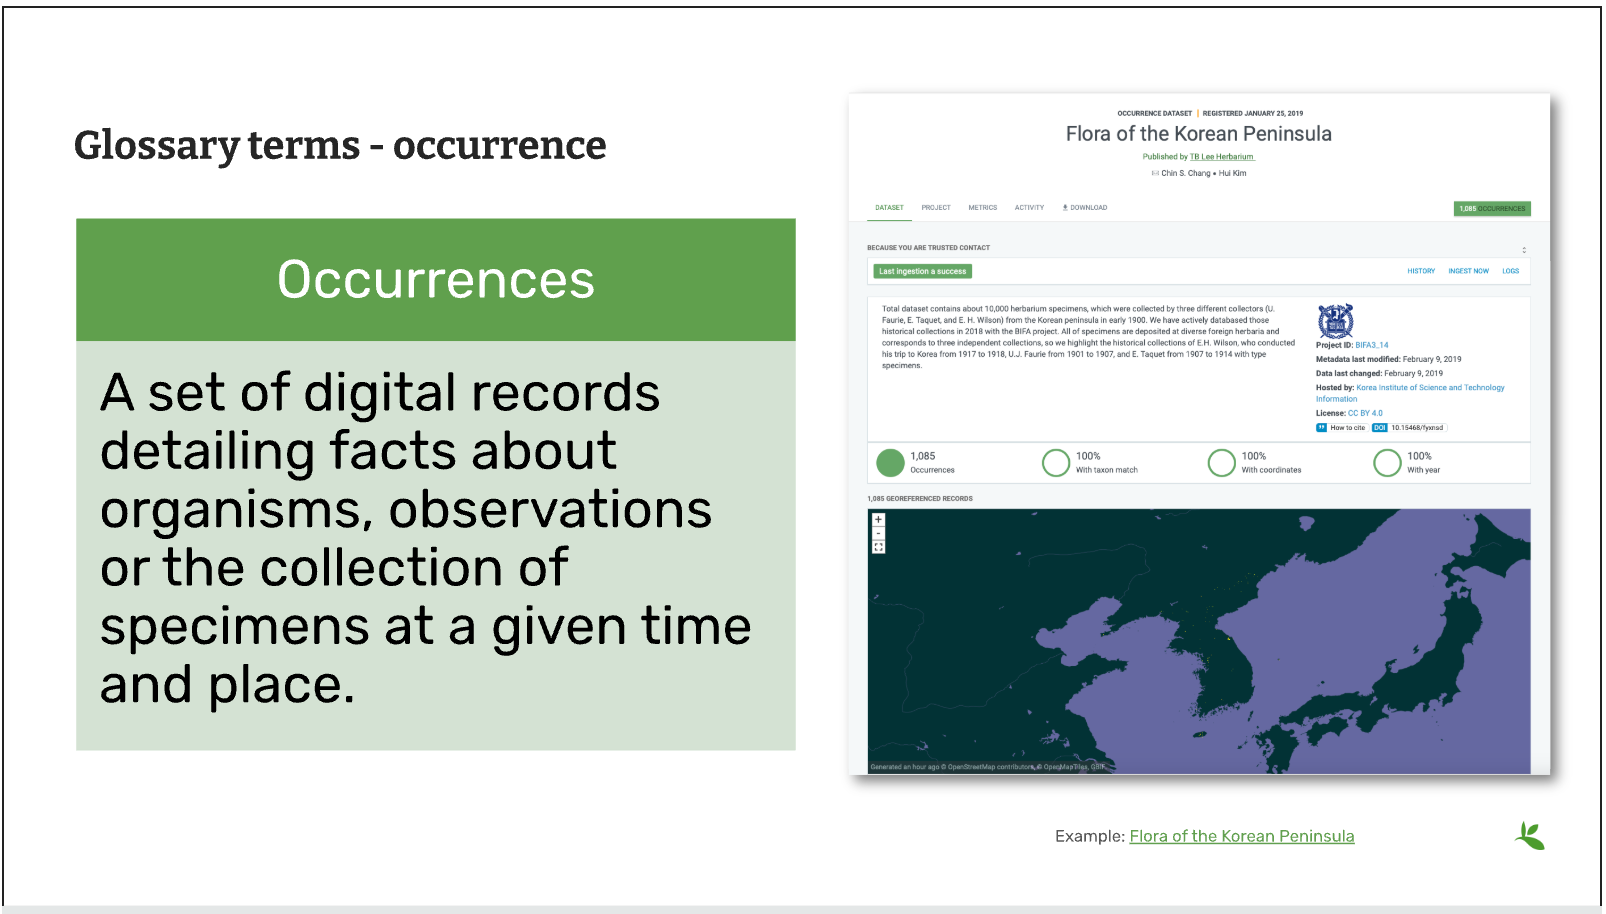 Glossary terms - occurrence
Occurrences
A set of digital records
detailing facts about
organisms, observations
or the collection of
specimens at a given time
and place.
OCCURRENCE DATASET | REGISTERED JANUARY 25, 2019
Flora of the Korean Peninsula
Published by TB Lee Herbarium
Chin S. Chang • Hui Kim
DATASET PROJECT METRICS ACTIVITY DOWNLOAD
1,085 OCCURRENCES
BECAUSE YOU ARE TRUSTED CONTACT
Last ingestion a success
HISTORY INGEST NOW LOGS
Total dataset contains about 10,000 herbarium specimens, which were collected by three different collectors (U.
Faurie, E. Taquet, and E. H. Wilson) from the Korean peninsula in early 1900. We have actively databased those
historical collections in 2018 with the BIFA project. All of specimens are deposited at diverse foreign herbaria and
corresponds to three independent collections, so we highlight the historical collections of E.H. Wilson, who conducted
his trip to Korea from 1917 to 1918, U.J. Faurie from 1901 to 1907, and E. Taquet from 1907 to 1914 with type
specimens.
Project ID: BIFA3_14
Metadata last modified: February 9, 2019
Data last changed: February 9, 2019
Hosted by: Korea Institute of Science and Technology
Information
License: CC BY 4.0
How to cite DOI 10.15468/fyxnsd
1,085
Occurrences
100%
With taxon match
100%
With coordinates
100%
With year
1,085 GEOREFERENCED RECORDS
+
-
Generated an hour ago © OpenStreetMap contributors, © OpenMapTiles, GBIF.
Example: Flora of the Korean Peninsula